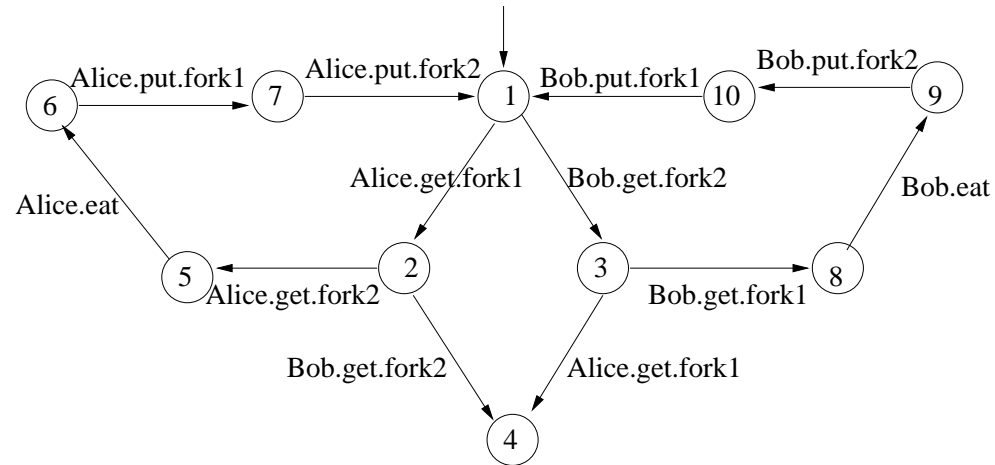 Alice.put.fork1
Alice.put.fork2
Bob.put.fork1
Bob.put.fork2
6
7
1
10
9
Alice.get.fork1
Bob.get.fork2
Alice.eat
Bob.eat
5
2
3
8
Alice.get.fork2
Bob.get.fork1
Bob.get.fork2
Alice.get.fork1
4